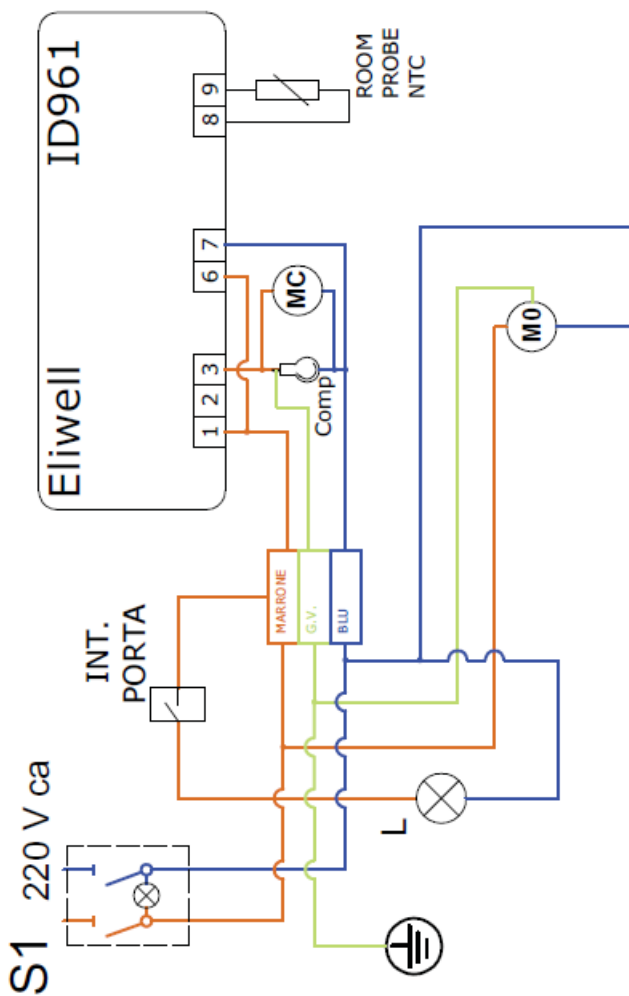 Eliwell ID961
1 2 3 6 7 8 9
ROOM
PROBE
NTC
MC
Comp
M0
MARRONE
G.V.
BLU
INT.
PORTA
L
S1 220 V ca